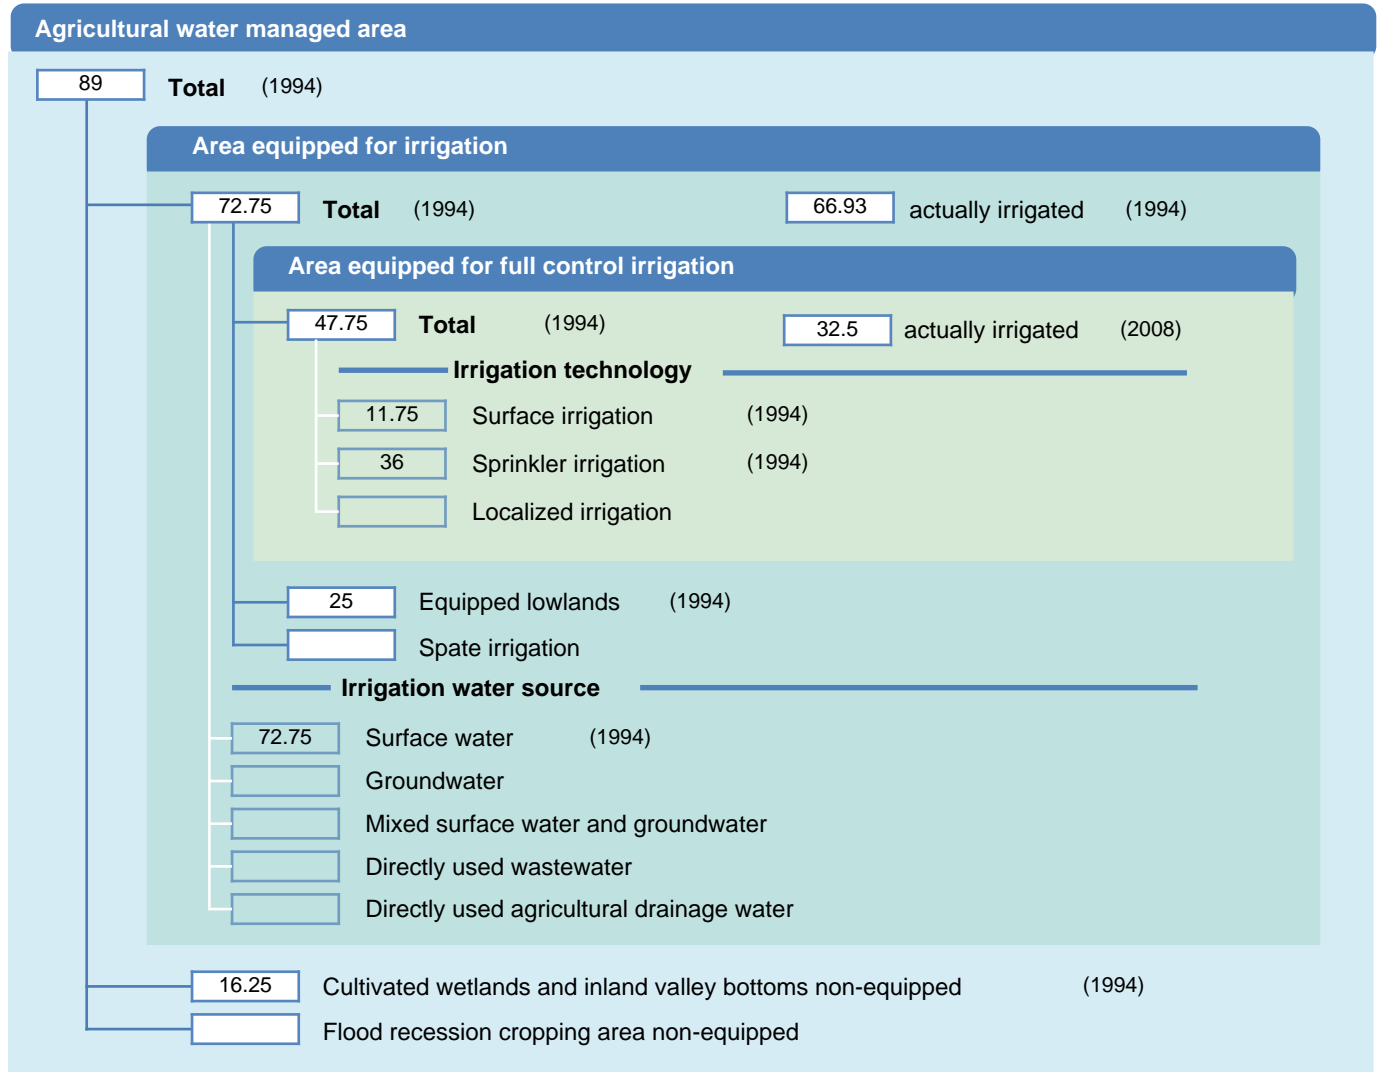 Agricultural water managed area
89 Total (1994)
Area equipped for irrigation
72.75 Total (1994) 66.93 actually irrigated (1994)
Area equipped for full control irrigation
47.75 Total (1994) 32.5 actually irrigated (2008)
Irrigation technology
11.75 Surface irrigation (1994)
36 Sprinkler irrigation (1994)
Localized irrigation
25 Equipped lowlands (1994)
Spate irrigation
Irrigation water source
72.75 Surface water (1994)
Groundwater
Mixed surface water and groundwater
Directly used wastewater
Directly used agricultural drainage water
16.25 Cultivated wetlands and inland valley bottoms non-equipped (1994)
Flood recession cropping area non-equipped